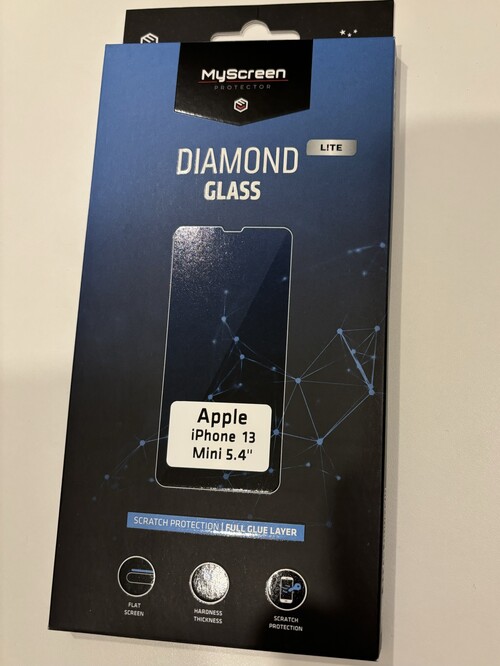 MyScreen
PROTECTOR
DIAMOND
L!TE
GLASS
Apple
iPhone 13
Mini 5.4"
SCRATCH PROTECTION | FULL GLUE LAYER
FLAT
SCREEN
HARDNESS
THICKNESS
SCRATCH
PROTECTION